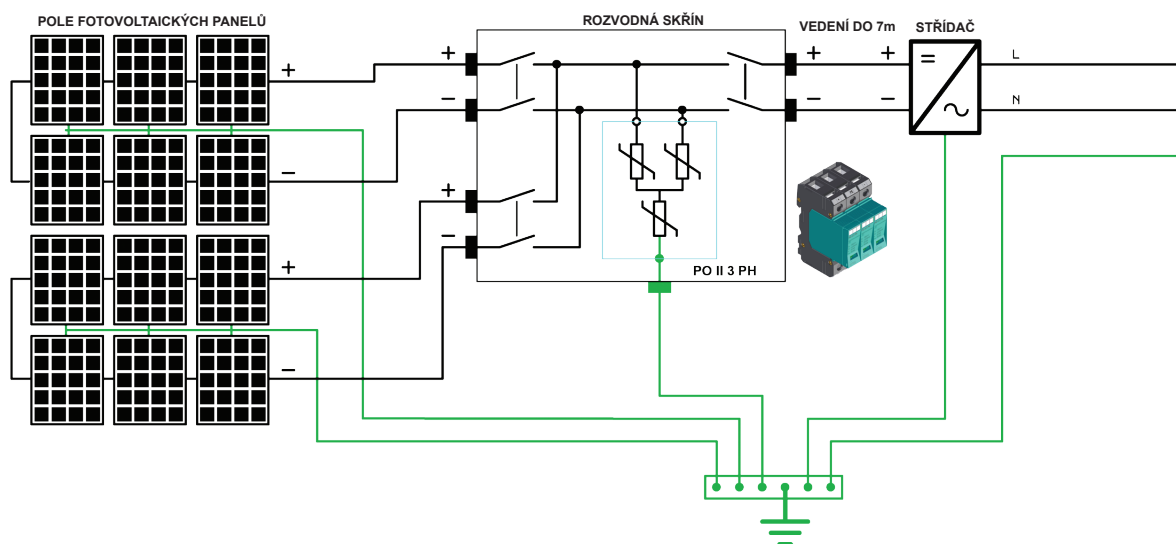 POLE FOTOVOLTAICKÝCH PANELŮ
ROZVODNÁ SKŘÍN
VEDENÍ DO 7m
STŘÍDAČ
+
+
+
+
L
−
−
−
−
N
−
+
−
PO II 3 PH
+
−